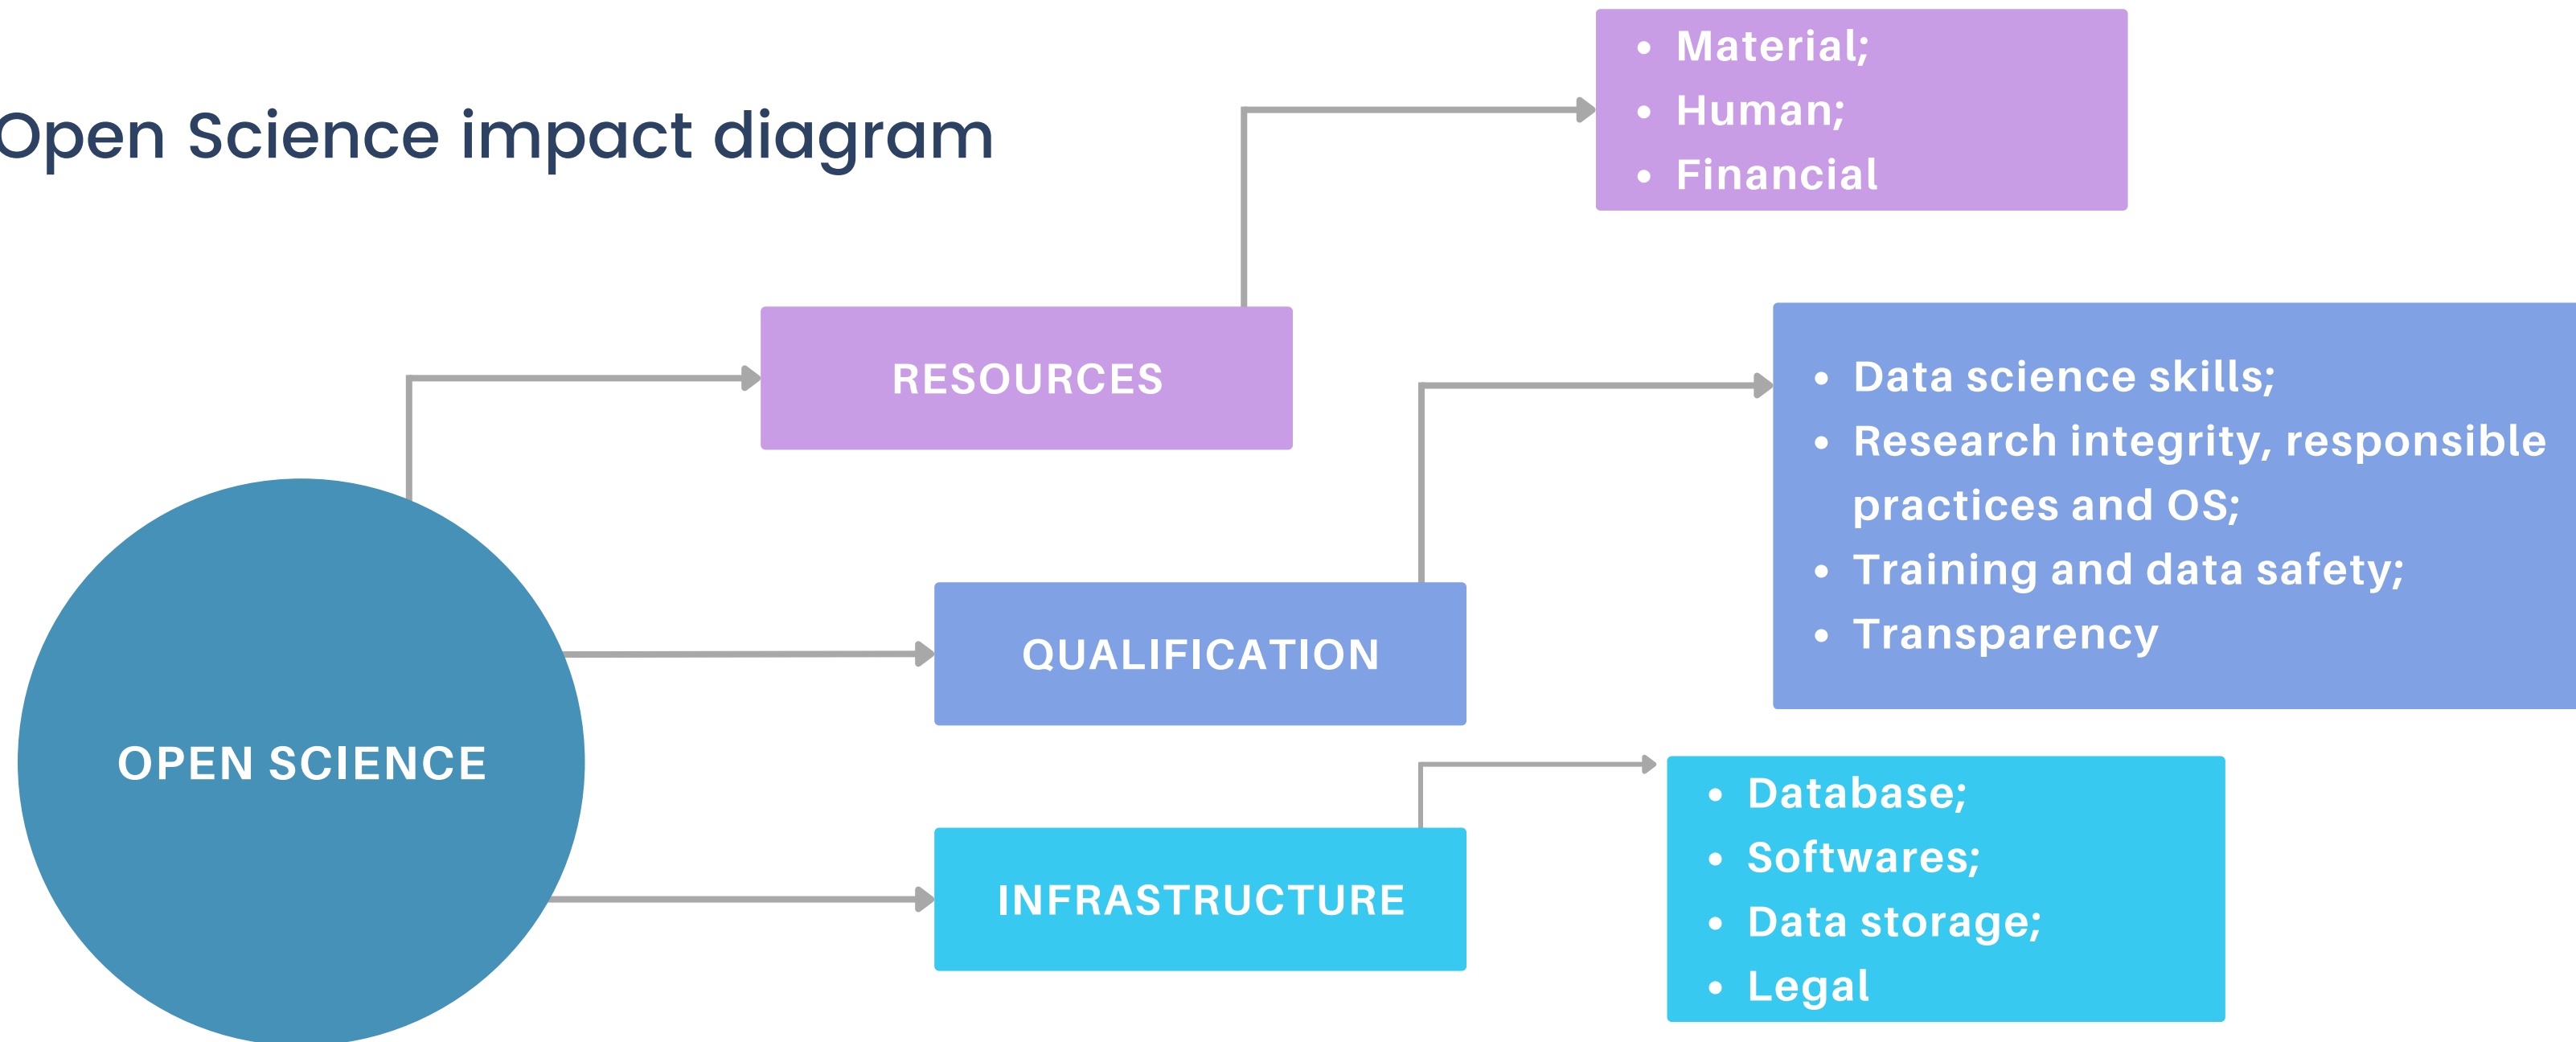 Open Science impact diagram
Material;
Human;
Financial
RESOURCES
Data science skills;
Research integrity, responsible
practices and OS;
Training and data safety;
Transparency
QUALIFICATION
OPEN SCIENCE
INFRASTRUCTURE
Database;
Softwares;
Data storage;
Legal